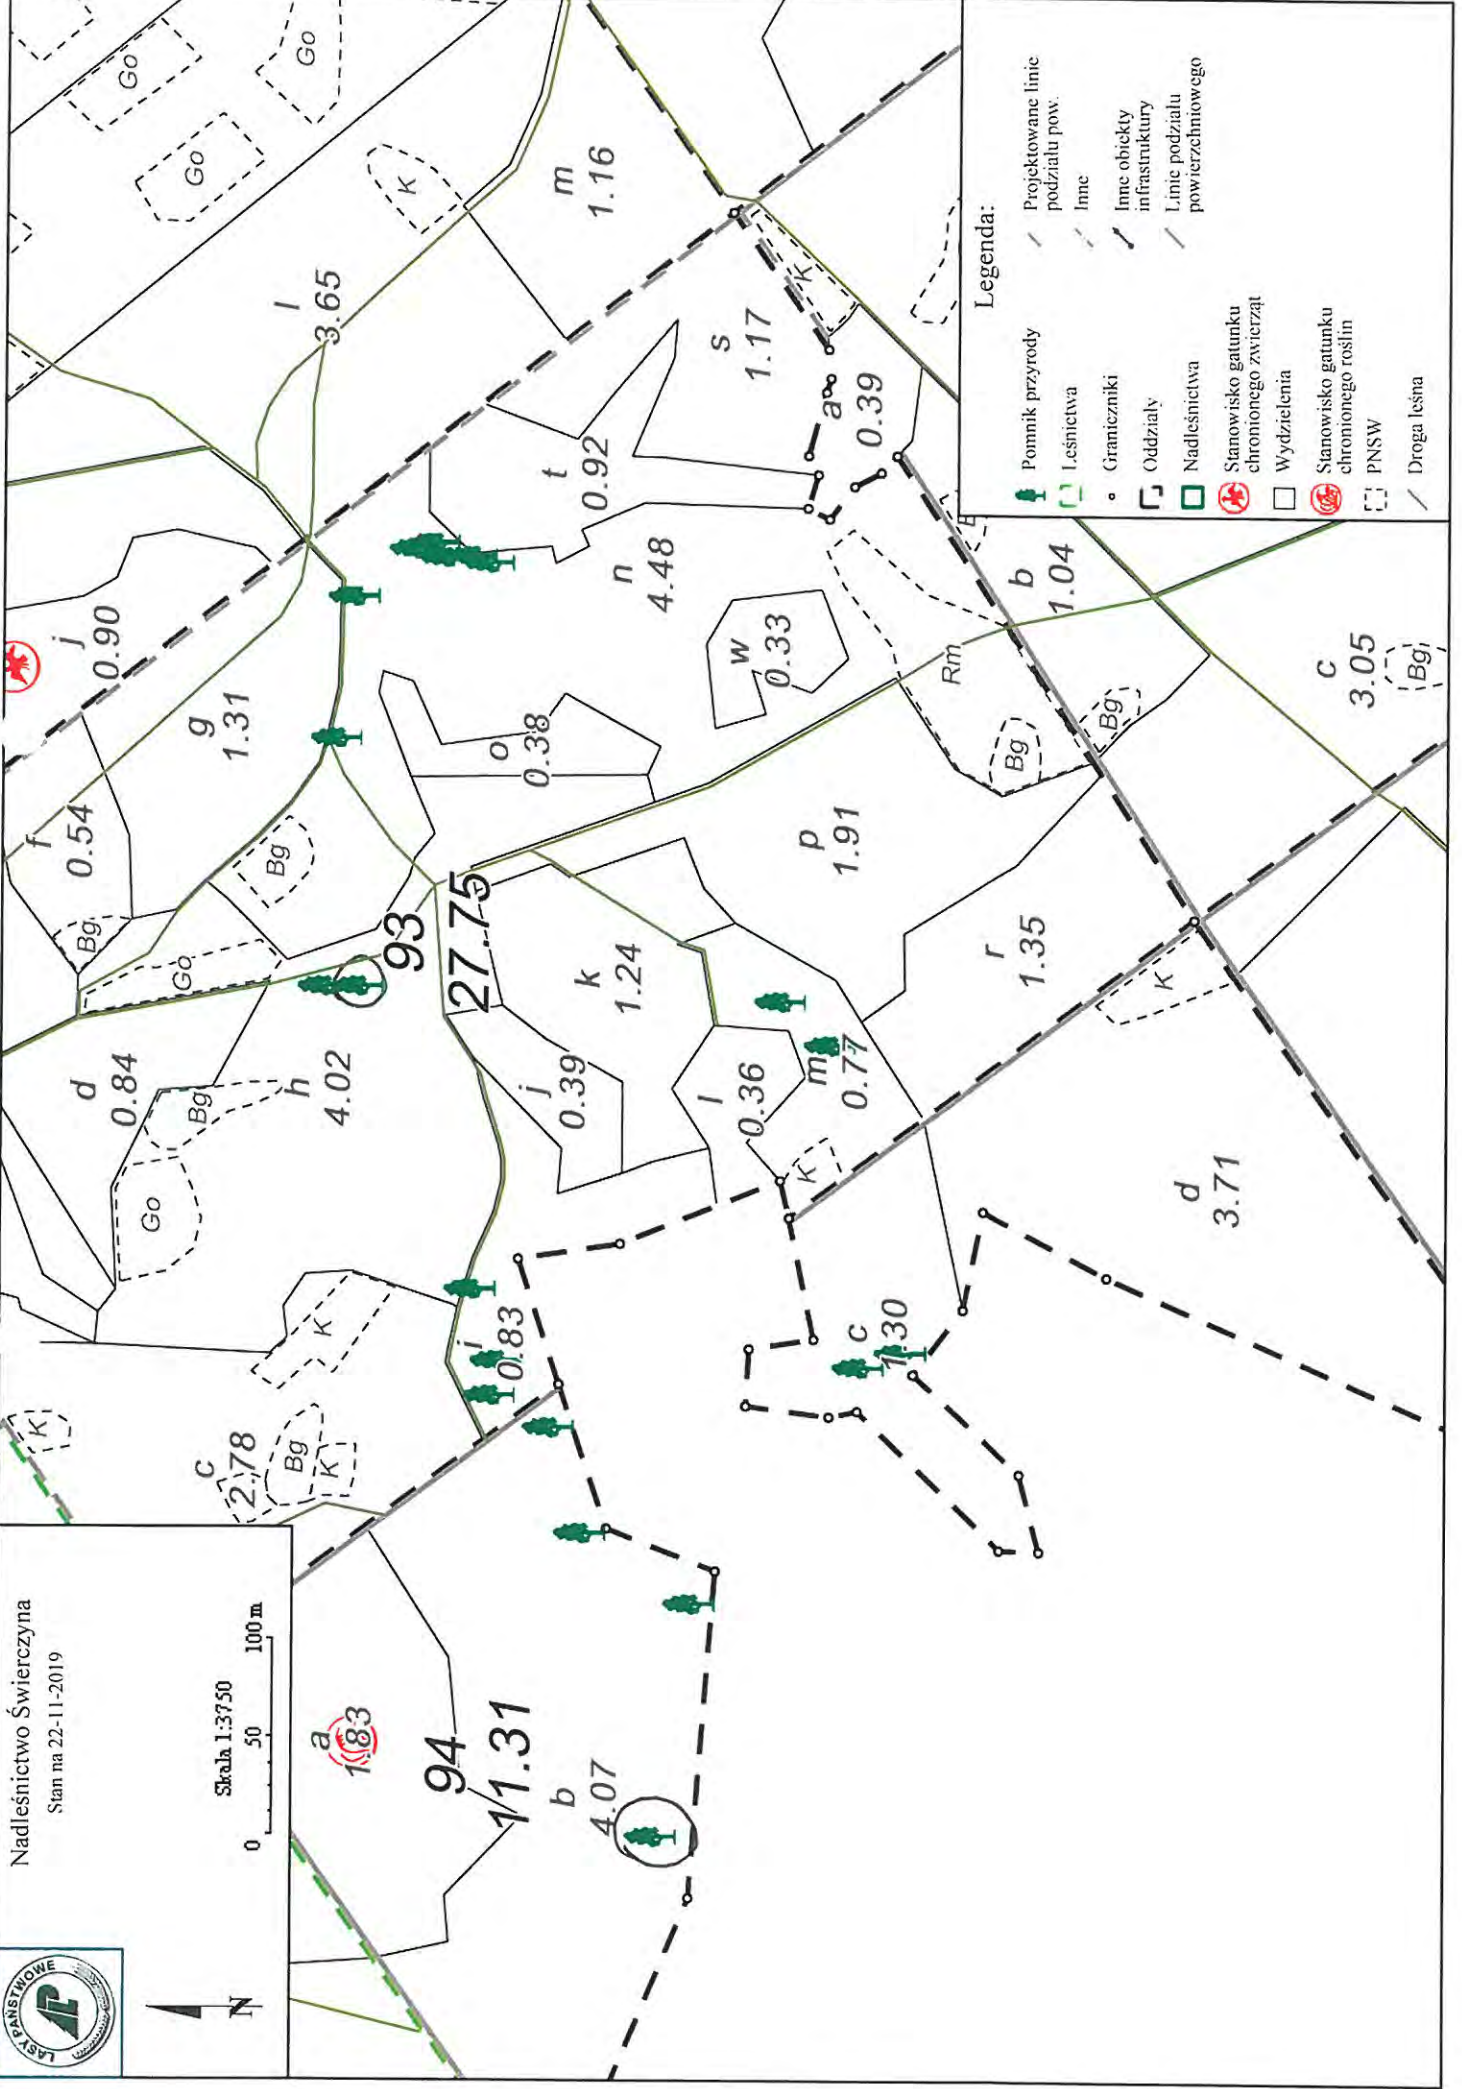 LASY PAŃSTWOWE
N
Nadleśnictwo Świerczyna
Stan na 22-11-2019
Skala 1:3750
0 50 100 m
a
1.83
94
11.31
b
4.07
c
2.78
K
Bg
K
K
i
0.83
Go
Bg
d
0.84
h
4.02
Go
Bg
f
0.54
Bg
g
1.31
j
0.90
93
27.75
j
0.39
k
1.24
l
0.36
m
0.77
K
c
1.30
d
3.71
r
1.35
K
p
1.91
o
0.38
n
4.48
w
0.33
Rm
Bg
Bg
t
0.92
s
1.17
a
0.39
K
l
3.65
m
1.16
K
Go
Go
Go
b
1.04
c
3.05
Bg
Legenda:
Pomnik przyrody
Leśnictwa
Graniczniki
Oddziały
Nadleśnictwa
Stanowisko gatunku
chronionego zwierząt
Wydzielenia
Stanowisko gatunku
chronionego roślin
PNSW
Droga leśna
Projektowane linie
podziału pow.
Inne
Inne obiekty
infrastruktury
Linie podziału
powierzchniowego